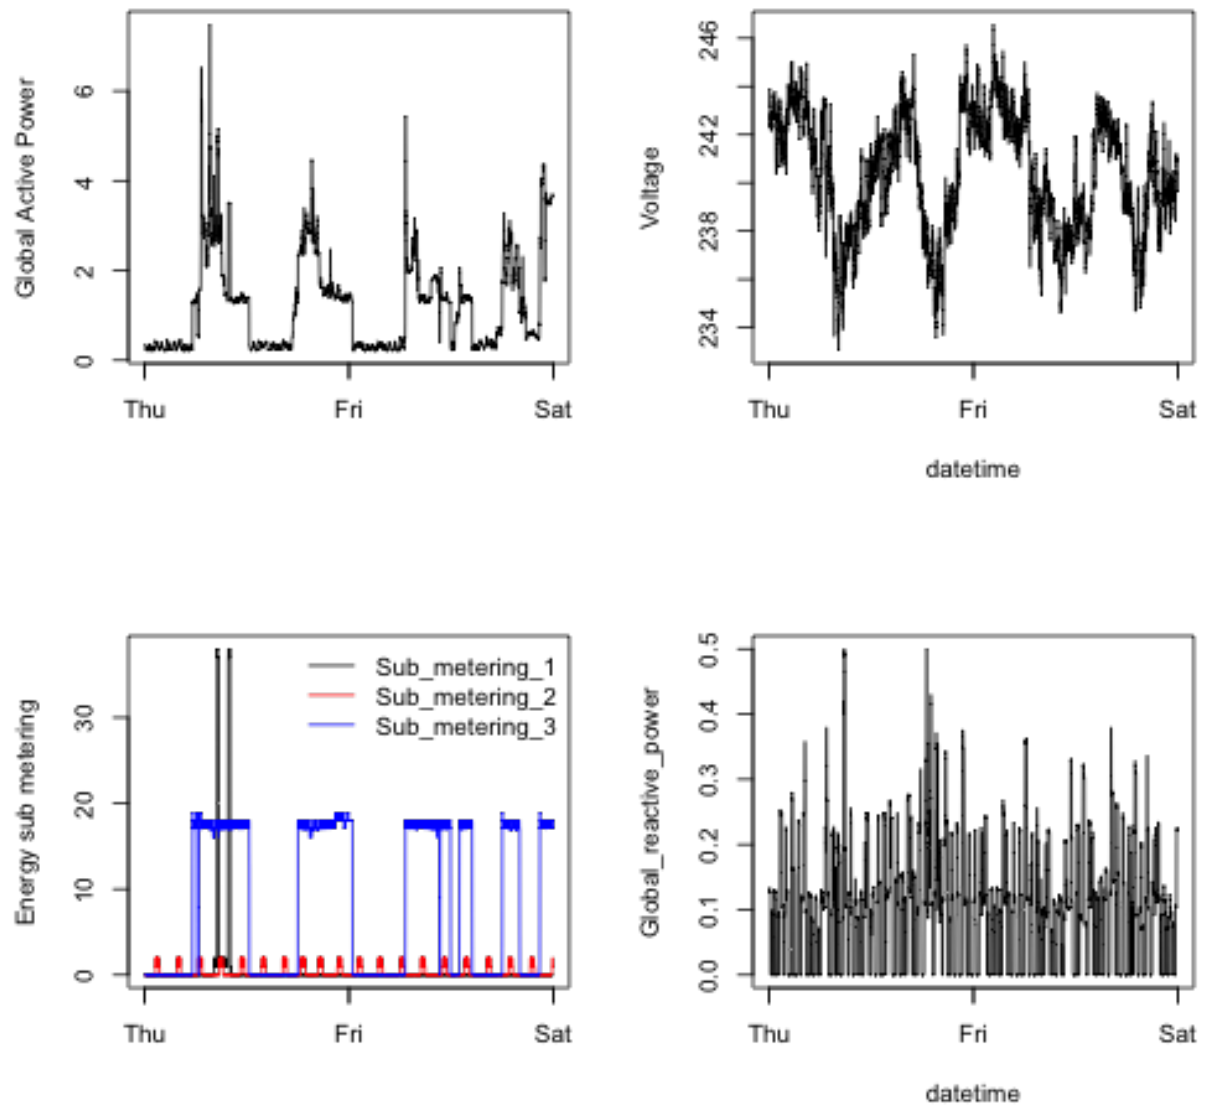 Global Active Power
6
4
2
0
Thu Fri Sat
Voltage
246
242
238
234
Thu Fri Sat
datetime
Energy sub metering
30
20
10
0
Sub_metering_1
Sub_metering_2
Sub_metering_3
Thu Fri Sat
Global_reactive_power
0.5
0.4
0.3
0.2
0.1
0.0
Thu Fri Sat
datetime